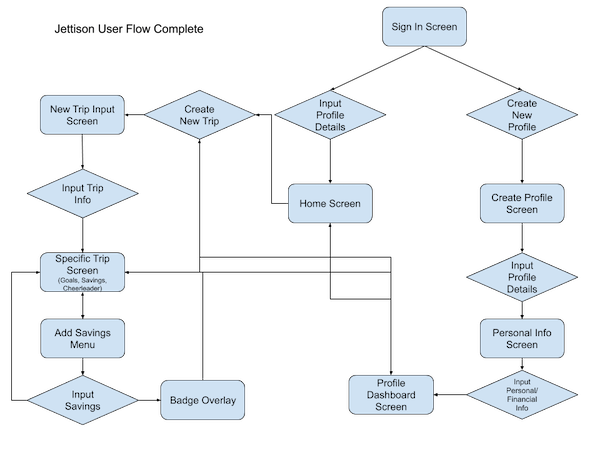 Jettison User Flow Complete
Sign In Screen
New Trip Input
Screen
Create
New Trip
Input
Profile
Details
Create
New
Profile
Input Trip
Info
Home Screen
Create Profile
Screen
Specific Trip
Screen
(Goals, Savings,
Cheerleader)
Input
Profile
Details
Add Savings
Menu
Personal Info
Screen
Input
Savings
Badge Overlay
Profile
Dashboard
Screen
Input
Personal/
Financial
Info